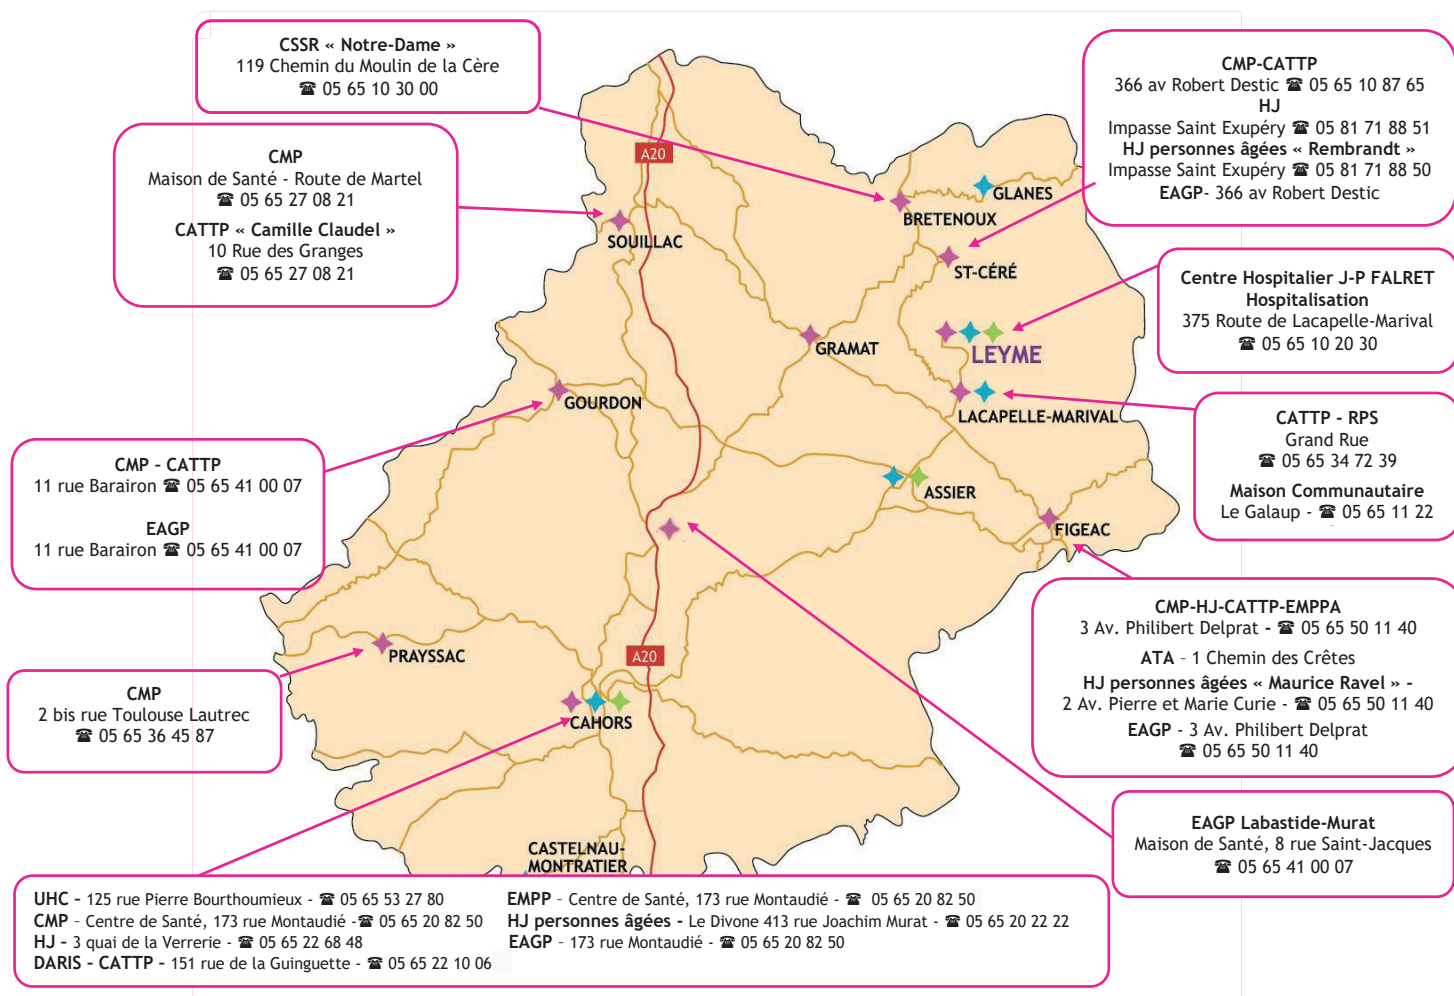 CSSR « Notre-Dame »
119 Chemin du Moulin de la Cère
☎ 05 65 10 30 00
CMP
Maison de Santé - Route de Martel
☎ 05 65 27 08 21
CATTP « Camille Claudel »
10 Rue des Granges
☎ 05 65 27 08 21
CMP-CATTP
366 av Robert Destic ☎ 05 65 10 87 65
HJ
Impasse Saint Exupéry ☎ 05 81 71 88 51
HJ personnes âgées « Rembrandt »
Impasse Saint Exupéry ☎ 05 81 71 88 50
EAGP- 366 av Robert Destic
Centre Hospitalier J-P FALRET
Hospitalisation
375 Route de Lacapelle-Marival
☎ 05 65 10 20 30
CATTP - RPS
Grand Rue
☎ 05 65 34 72 39
Maison Communautaire
Le Galaup - ☎ 05 65 11 22
A20
GLANES
BRETENOUX
SOUILLAC
ST-CÉRÉ
GRAMAT
LEYME
GOURDON
LACAPELLE-MARIVAL
ASSIER
FIGEAC
PRAYSSAC
A20
CAHORS
CASTELNAU-
MONTRATIER
CMP - CATTP
11 rue Barairon ☎ 05 65 41 00 07
EAGP
11 rue Barairon ☎ 05 65 41 00 07
CMP
2 bis rue Toulouse Lautrec
☎ 05 65 36 45 87
CMP-HJ-CATTP-EMPPA
3 Av. Philibert Delprat - ☎ 05 65 50 11 40
ATA - 1 Chemin des Crêtes
HJ personnes âgées « Maurice Ravel » -
2 Av. Pierre et Marie Curie - ☎ 05 65 50 11 40
EAGP - 3 Av. Philibert Delprat
☎ 05 65 50 11 40
EAGP Labastide-Murat
Maison de Santé, 8 rue Saint-Jacques
☎ 05 65 41 00 07
UHC - 125 rue Pierre Bourthoumieux - ☎ 05 65 53 27 80
CMP - Centre de Santé, 173 rue Montaudié -☎ 05 65 20 82 50
HJ - 3 quai de la Verrerie - ☎ 05 65 22 68 48
DARIS - CATTP - 151 rue de la Guinguette - ☎ 05 65 22 10 06
EMPP - Centre de Santé, 173 rue Montaudié - ☎ 05 65 20 82 50
HJ personnes âgées - Le Divone 413 rue Joachim Murat - ☎ 05 65 20 22 22
EAGP - 173 rue Montaudié - ☎ 05 65 20 82 50